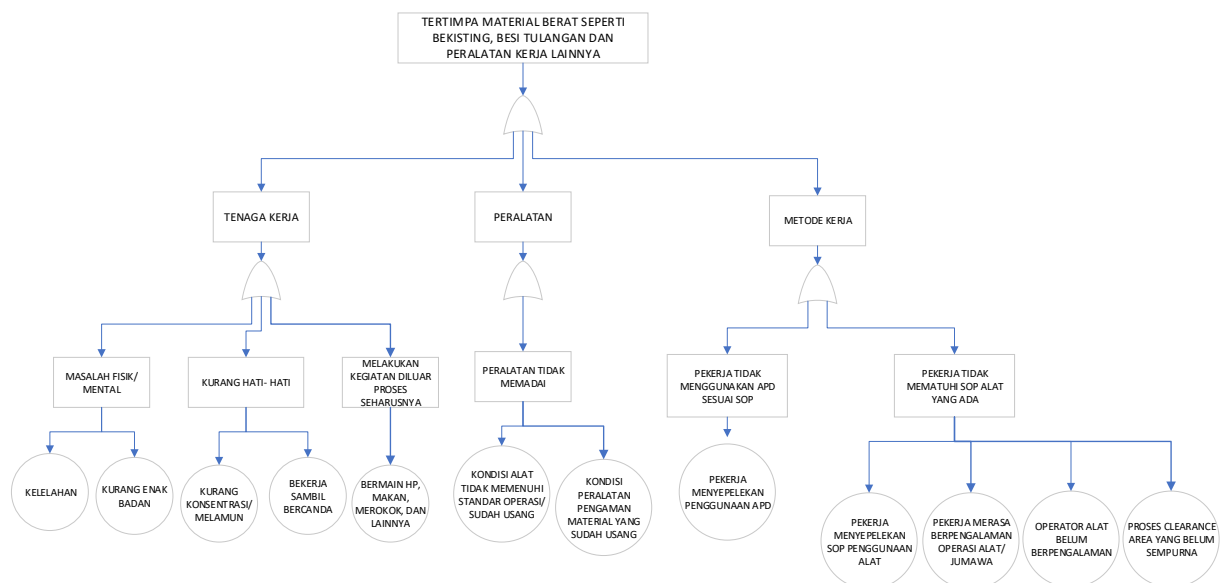 TERTIMPA MATERIAL BERAT SEPERTI
BEKISTING, BESI TULANGAN DAN
PERALATAN KERJA LAINNYA
TENAGA KERJA
PERALATAN
METODE KERJA
MASALAH FISIK/
MENTAL
KURANG HATI- HATI
MELAKUKAN
KEGIATAN DILUAR
PROSES
SEHARUSNYA
PERALATAN TIDAK
MEMADAI
PEKERJA TIDAK
MENGGUNAKAN APD
SESUAI SOP
PEKERJA TIDAK
MEMATUHI SOP ALAT
YANG ADA
KELELAHAN
KURANG ENAK
BADAN
KURANG
KONSENTRASI/
MELAMUN
BEKERJA
SAMBIL
BERCANDA
BERMAIN HP,
MAKAN,
MEROKOK, DAN
LAINNYA
KONDISI ALAT
TIDAK MEMENUHI
STANDAR OPERASI/
SUDAH USANG
KONDISI
PERALATAN
PENGAMAN
MATERIAL YANG
SUDAH USANG
PEKERJA
MENYEPELEKAN
PENGGUNAAN APD
PEKERJA
MENYEPELEKAN
SOP PENGGUNAAN
ALAT
PEKERJA MERASA
BERPENGALAMAN
OPERASI ALAT/
JUMAWA
OPERATOR ALAT
BELUM
BERPENGALAMAN
PROSES CLEARANCE
AREA YANG BELUM
SEMPURNA